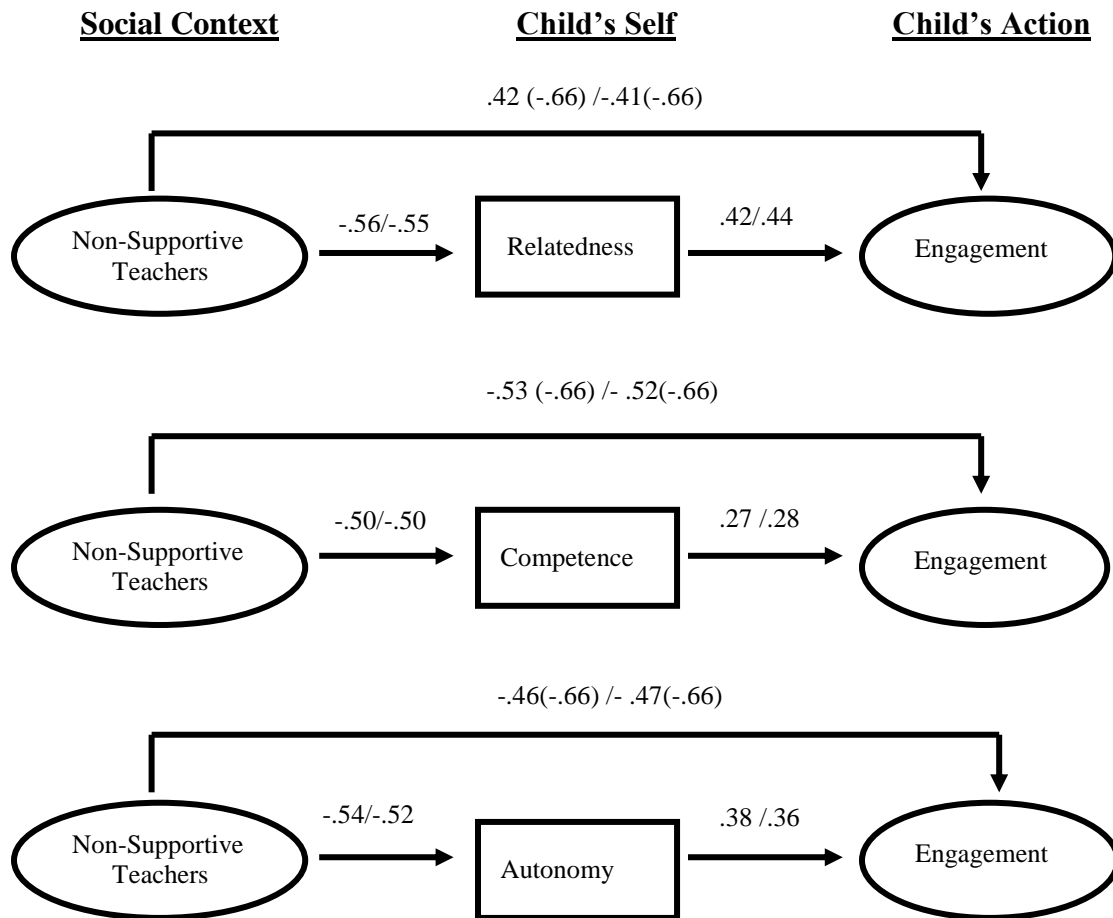 Social Context Child's Self Child's Action
.42 (-.66) /-.41(-.66)
-.56/-.55 .42/.44
Non-Supportive
Teachers
Relatedness
Engagement
-.53 (-.66) /- .52(-.66)
-.50/-.50 .27 /.28
Non-Supportive
Teachers
Competence
Engagement
-.46(-.66) /- .47(-.66)
-.54/-.52 .38 /.36
Non-Supportive
Teachers
Autonomy
Engagement